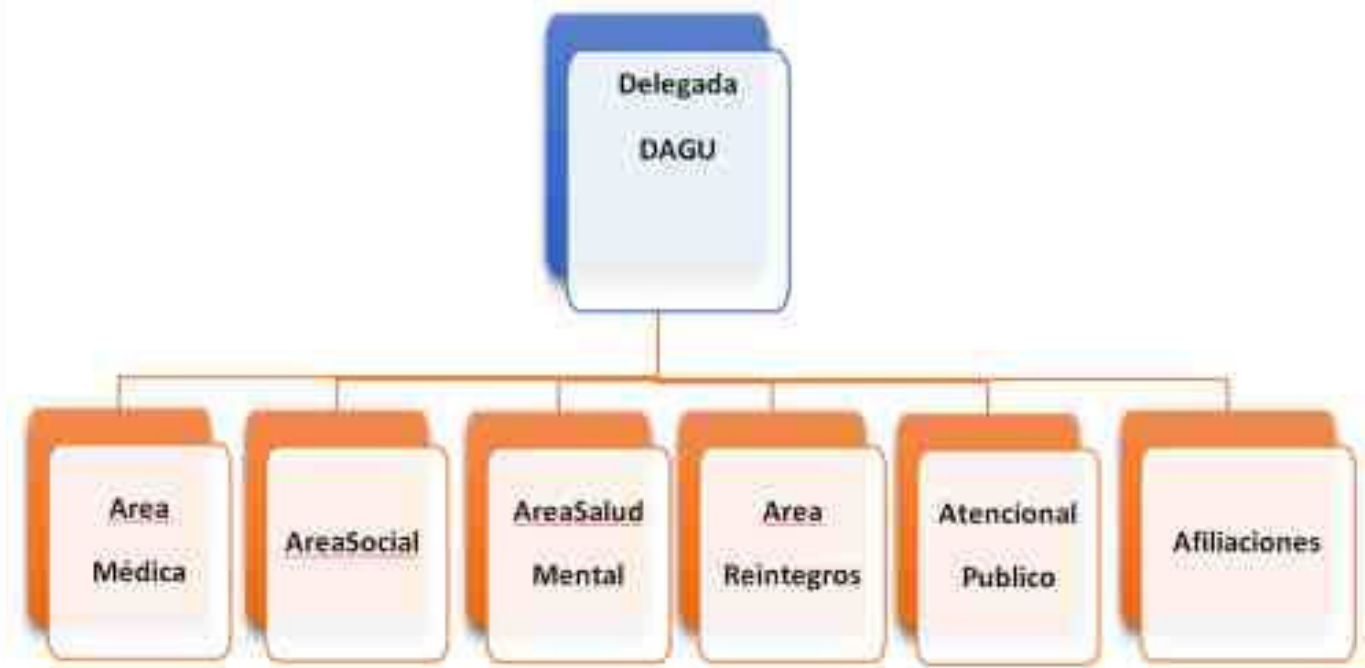 Delegada
DAGU
Area
Médica
AreaSocial
AreaSalud
Mental
Area
Reintegros
Atencional
Publico
Afiliaciones